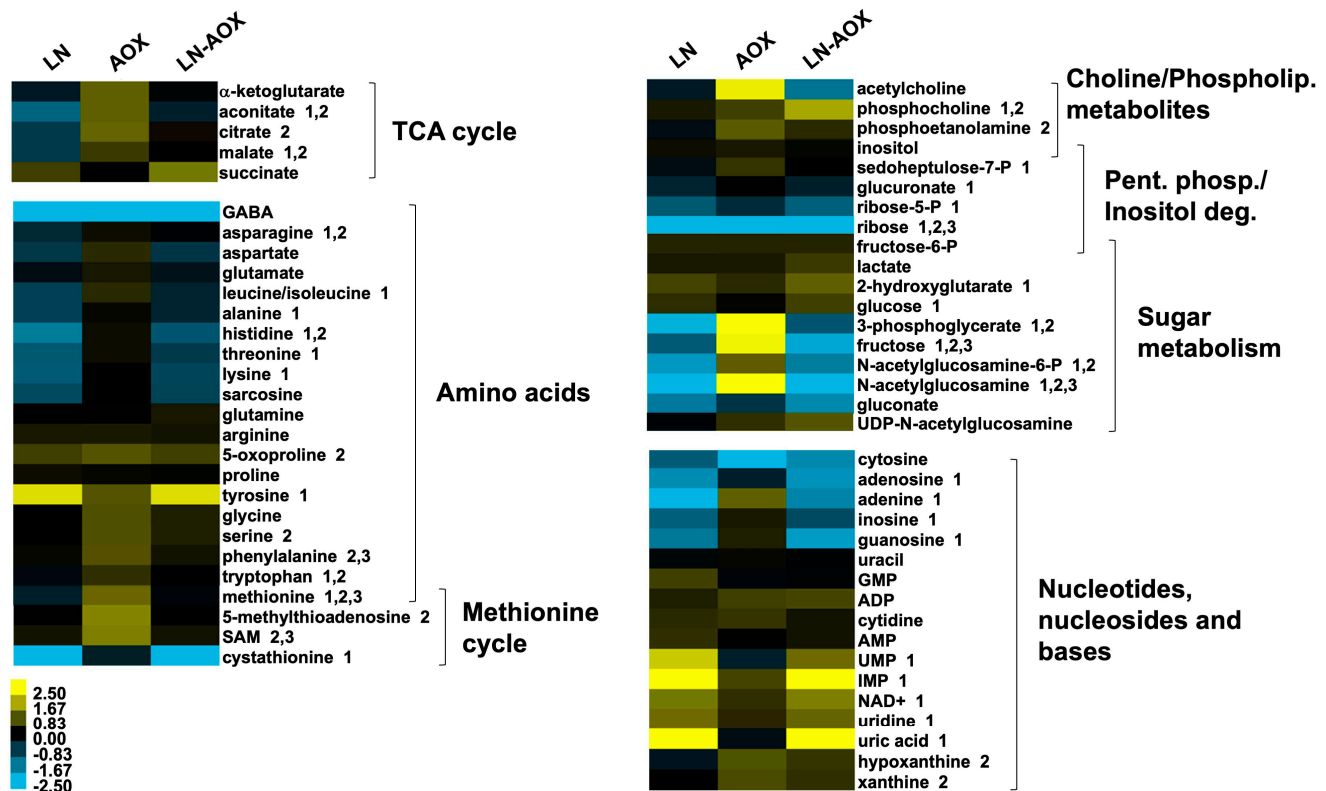 LN AOX LN-AOX
α-ketoglutarate
aconitate 1,2
citrate 2
malate 1,2
succinate
TCA cycle
GABA
asparagine 1,2
aspartate
glutamate
leucine/isoleucine 1
alanine 1
histidine 1,2
threonine 1
lysine 1
sarcosine
glutamine
arginine
5-oxoproline 2
proline
tyrosine 1
glycine
serine 2
phenylalanine 2,3
tryptophan 1,2
methionine 1,2,3
5-methylthioadenosine 2
SAM 2,3
cystathionine 1
Amino acids
Methionine
cycle
2.50
1.67
0.83
0.00
-0.83
-1.67
-2.50
LN AOX LN-AOX
acetylcholine
phosphocholine 1,2
phosphoetanolamine 2
inositol
sedoheptulose-7-P 1
glucuronate 1
ribose-5-P 1
ribose 1,2,3
fructose-6-P
lactate
2-hydroxyglutarate 1
glucose 1
3-phosphoglycerate 1,2
fructose 1,2,3
N-acetylglucosamine-6-P 1,2
N-acetylglucosamine 1,2,3
gluconate
UDP-N-acetylglucosamine
Choline/Phospholip.
metabolites
Pent. phosp./
Inositol deg.
Sugar
metabolism
cytosine
adenosine 1
adenine 1
inosine 1
guanosine 1
uracil
GMP
ADP
cytidine
AMP
UMP 1
IMP 1
NAD+ 1
uridine 1
uric acid 1
hypoxanthine 2
xanthine 2
Nucleotides,
nucleosides and
bases